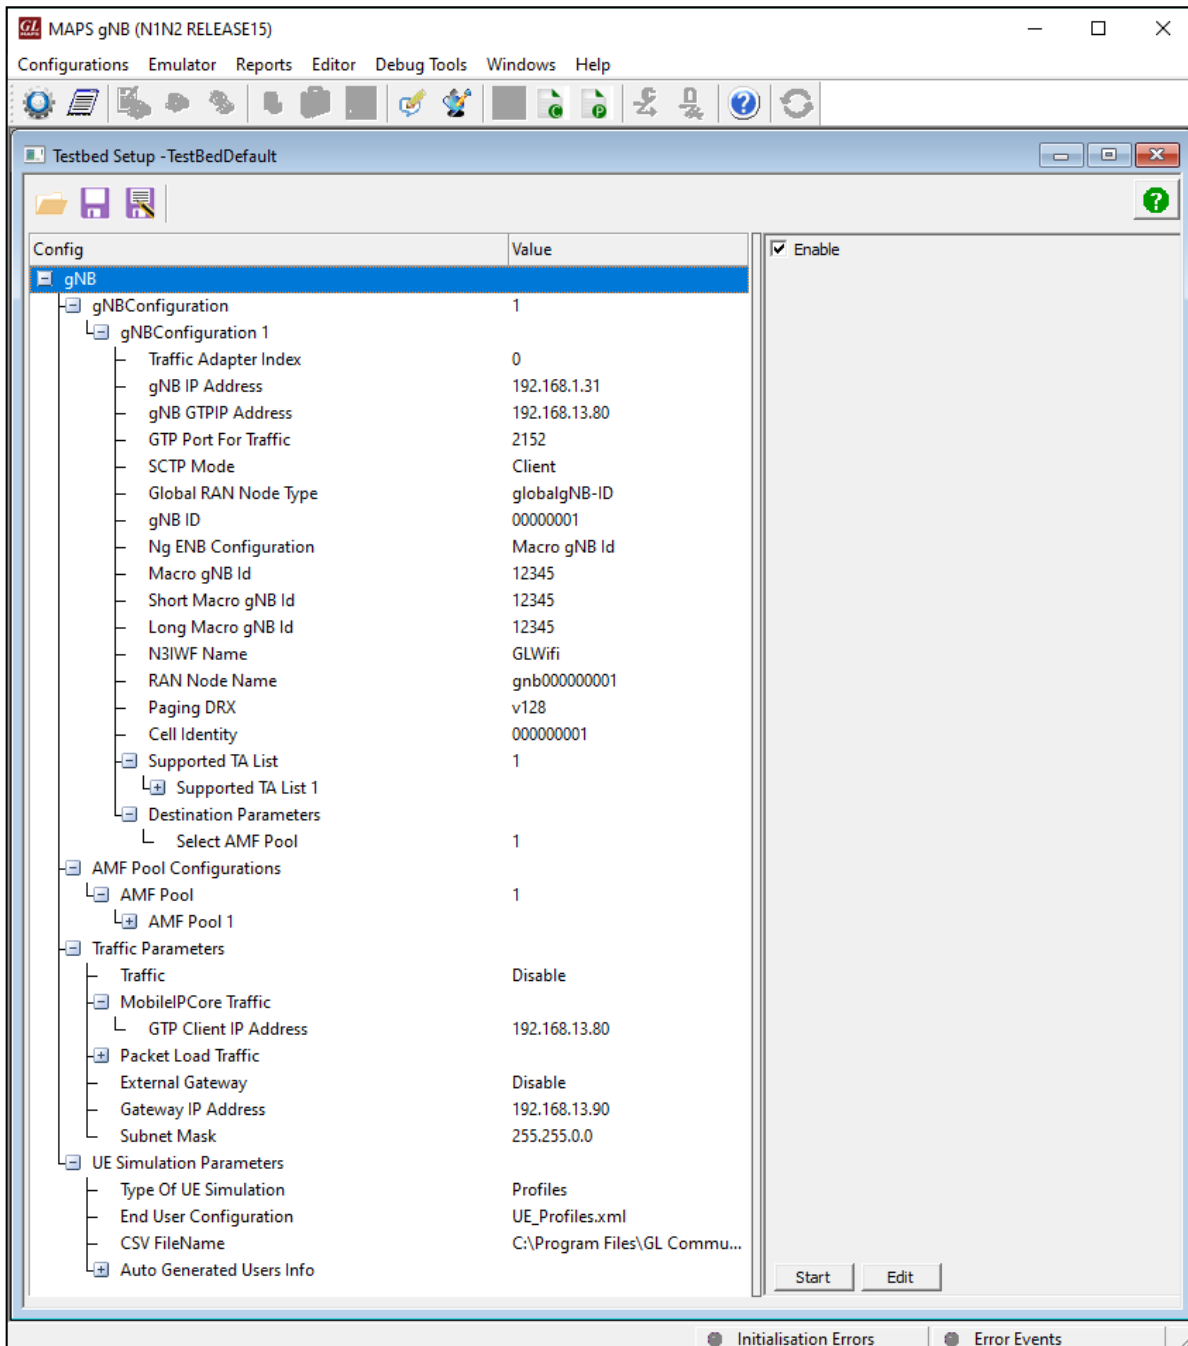 GL MAPS MAPS gNB (N1N2 RELEASE15)
Configurations Emulator Reports Editor Debug Tools Windows Help
C P ?
Testbed Setup -TestBedDefault
?
Config Value
Enable
gNB
gNBConfiguration 1
gNBConfiguration 1
Traffic Adapter Index 0
gNB IP Address 192.168.1.31
gNB GTPIP Address 192.168.13.80
GTP Port For Traffic 2152
SCTP Mode Client
Global RAN Node Type globalgNB-ID
gNB ID 00000001
Ng ENB Configuration Macro gNB Id
Macro gNB Id 12345
Short Macro gNB Id 12345
Long Macro gNB Id 12345
N3IWF Name GLWifi
RAN Node Name gnb000000001
Paging DRX v128
Cell Identity 000000001
Supported TA List 1
Supported TA List 1
Destination Parameters
Select AMF Pool 1
AMF Pool Configurations
AMF Pool 1
AMF Pool 1
Traffic Parameters
Traffic Disable
MobileIPCore Traffic
GTP Client IP Address 192.168.13.80
Packet Load Traffic
External Gateway Disable
Gateway IP Address 192.168.13.90
Subnet Mask 255.255.0.0
UE Simulation Parameters
Type Of UE Simulation Profiles
End User Configuration UE_Profiles.xml
CSV FileName C:\Program Files\GL Commu...
Auto Generated Users Info
Start Edit
Initialisation Errors Error Events